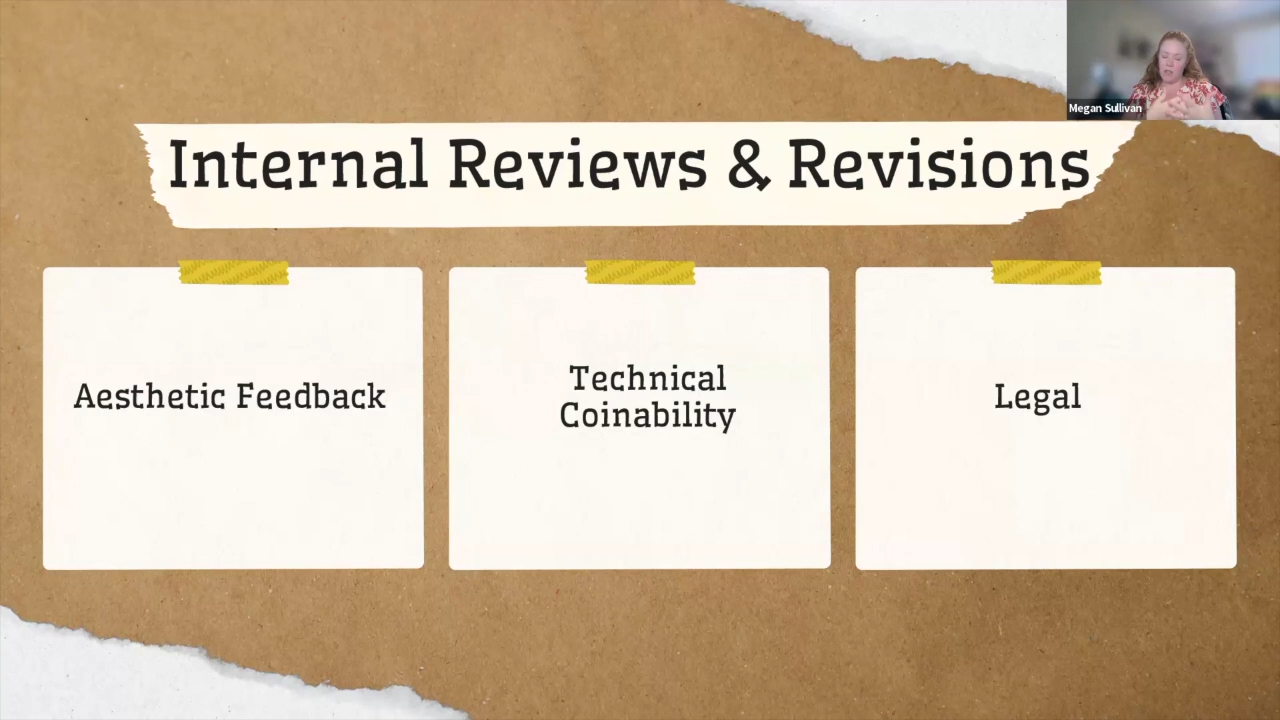 Megan Sullivan
Internal Reviews & Revisions
Aesthetic Feedback
Technical
Coinability
Legal